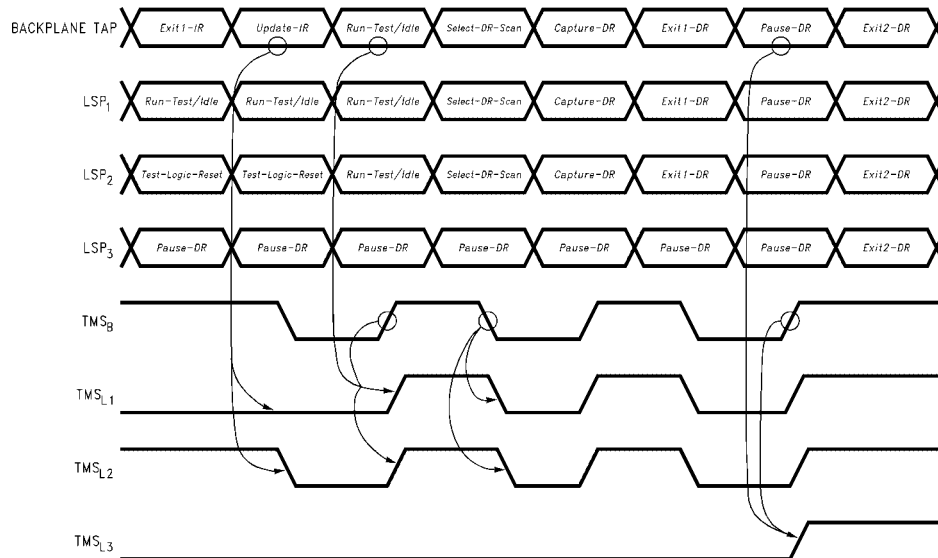 BACKPLANE TAP Exit1-IR Update-IR Run-Test/Idle Select-DR-Scan Capture-DR Exit1-DR Pause-DR Exit2-DR
LSP1 Run-Test/Idle Run-Test/Idle Run-Test/Idle Select-DR-Scan Capture-DR Exit1-DR Pause-DR Exit2-DR
LSP2 Test-Logic-Reset Test-Logic-Reset Run-Test/Idle Select-DR-Scan Capture-DR Exit1-DR Pause-DR Exit2-DR
LSP3 Pause-DR Pause-DR Pause-DR Pause-DR Pause-DR Pause-DR Pause-DR Exit2-DR
TMSB
TMSL1
TMSL2
TMSL3